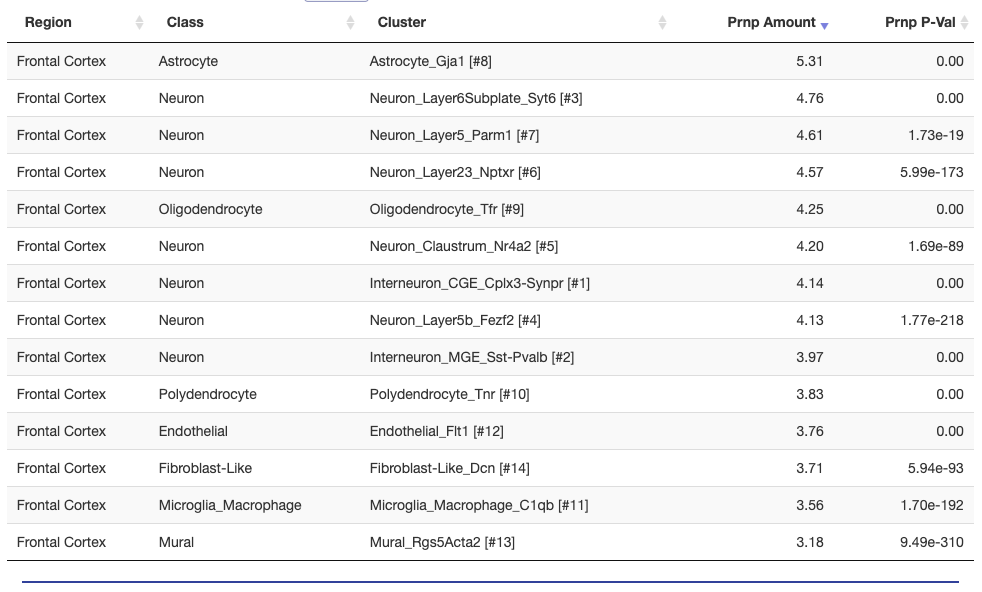 Region Class Cluster Prnp Amount Prnp P-Val
Frontal Cortex Astrocyte Astrocyte_Gja1 [#8] 5.31 0.00
Frontal Cortex Neuron Neuron_Layer6Subplate_Syt6 [#3] 4.76 0.00
Frontal Cortex Neuron Neuron_Layer5_Parm1 [#7] 4.61 1.73e-19
Frontal Cortex Neuron Neuron_Layer23_Nptxr [#6] 4.57 5.99e-173
Frontal Cortex Oligodendrocyte Oligodendrocyte_Tfr [#9] 4.25 0.00
Frontal Cortex Neuron Neuron_Claustrum_Nr4a2 [#5] 4.20 1.69e-89
Frontal Cortex Neuron Interneuron_CGE_Cplx3-Synpr [#1] 4.14 0.00
Frontal Cortex Neuron Neuron_Layer5b_Fezf2 [#4] 4.13 1.77e-218
Frontal Cortex Neuron Interneuron_MGE_Sst-Pvalb [#2] 3.97 0.00
Frontal Cortex Polydendrocyte Polydendrocyte_Tnr [#10] 3.83 0.00
Frontal Cortex Endothelial Endothelial_Flt1 [#12] 3.76 0.00
Frontal Cortex Fibroblast-Like Fibroblast-Like_Dcn [#14] 3.71 5.94e-93
Frontal Cortex Microglia_Macrophage Microglia_Macrophage_C1qb [#11] 3.56 1.70e-192
Frontal Cortex Mural Mural_Rgs5Acta2 [#13] 3.18 9.49e-310